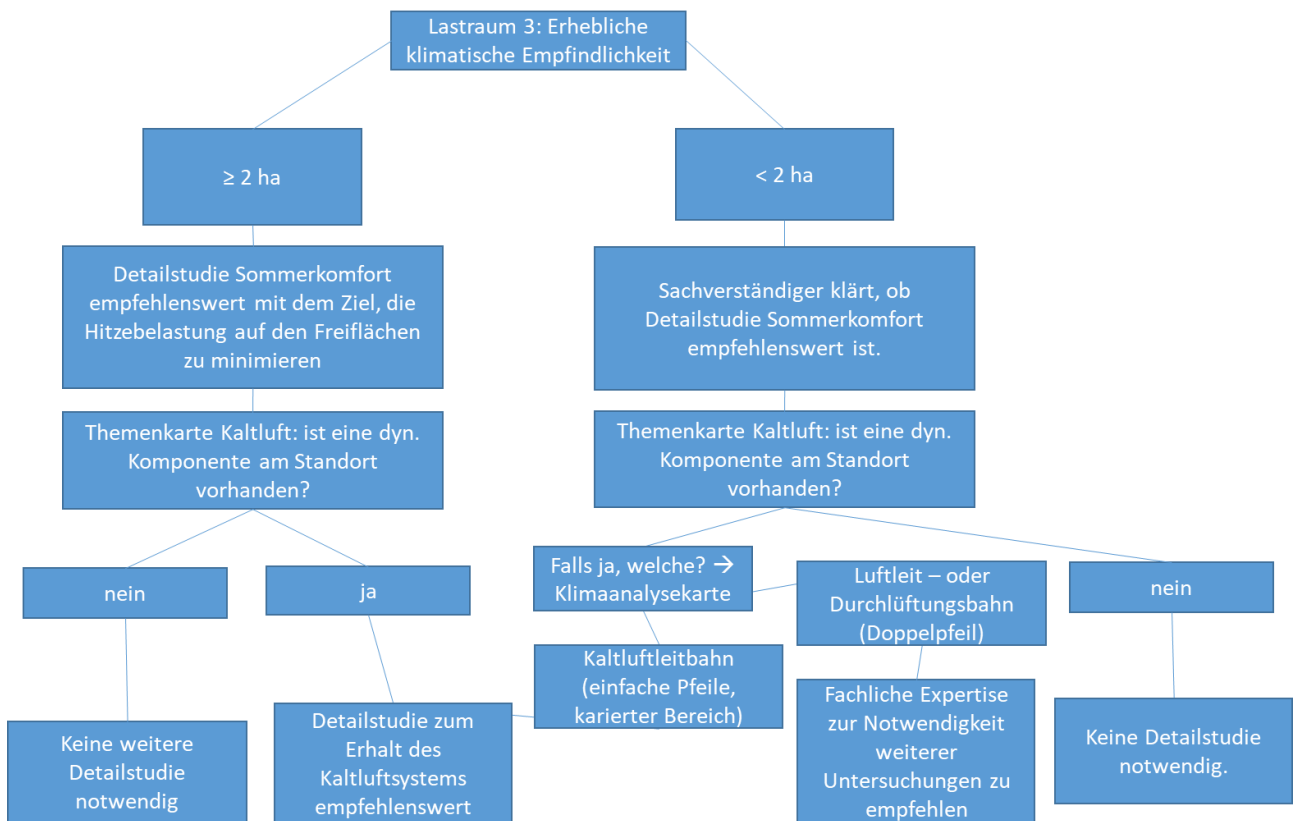 Lastraum 3: Erhebliche
klimatische Empfindlichkeit
≥ 2 ha
< 2 ha
Detailstudie Sommerkomfort
empfehlenswert mit dem Ziel, die
Hitzebelastung auf den Freiflächen
zu minimieren
Sachverständiger klärt, ob
Detailstudie Sommerkomfort
empfehlenswert ist.
Themenkarte Kaltluft: ist eine dyn.
Komponente am Standort
vorhanden?
Themenkarte Kaltluft: ist eine dyn.
Komponente am Standort
vorhanden?
nein
ja
Falls ja, welche? →
Klimaanalysekarte
Luftleit – oder
Durchlüftungsbahn
(Doppelpfeil)
nein
Kaltluftleitbahn
(einfache Pfeile,
karierter Bereich)
Keine weitere
Detailstudie
notwendig
Detailstudie zum
Erhalt des
Kaltluftsystems
empfehlenswert
Fachliche Expertise
zur Notwendigkeit
weiterer
Untersuchungen zu
empfehlen
Keine Detailstudie
notwendig.